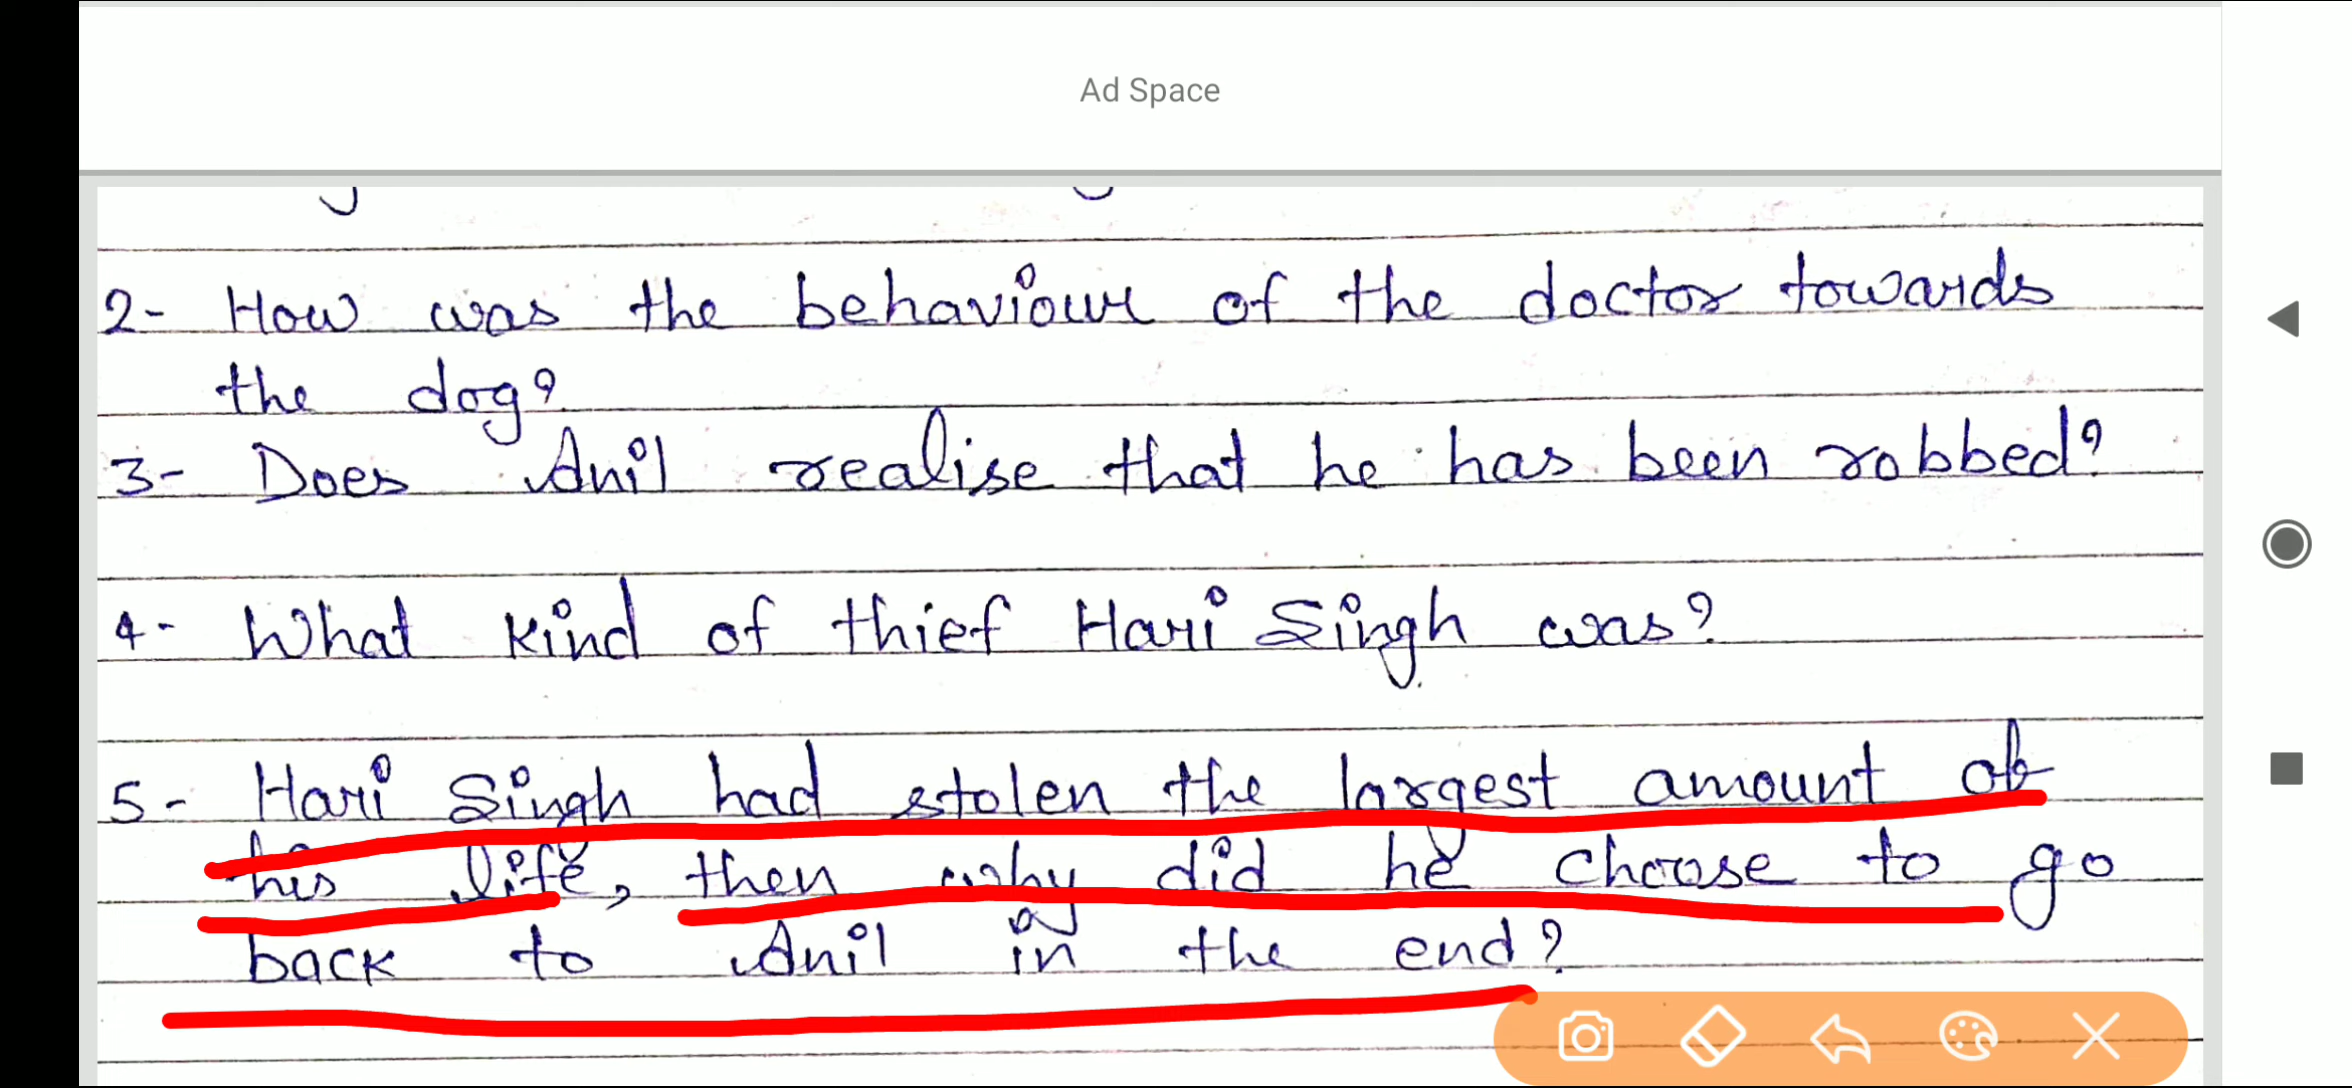 Ad Space
2- How was the behaviour of the doctor towards
the dog?
3- Does Anil realise that he has been robbed?
4- What kind of thief Hari Singh was?
5- Hari Singh had stolen the largest amount of
his life, then why did he choose to go
back to Anil in the end?